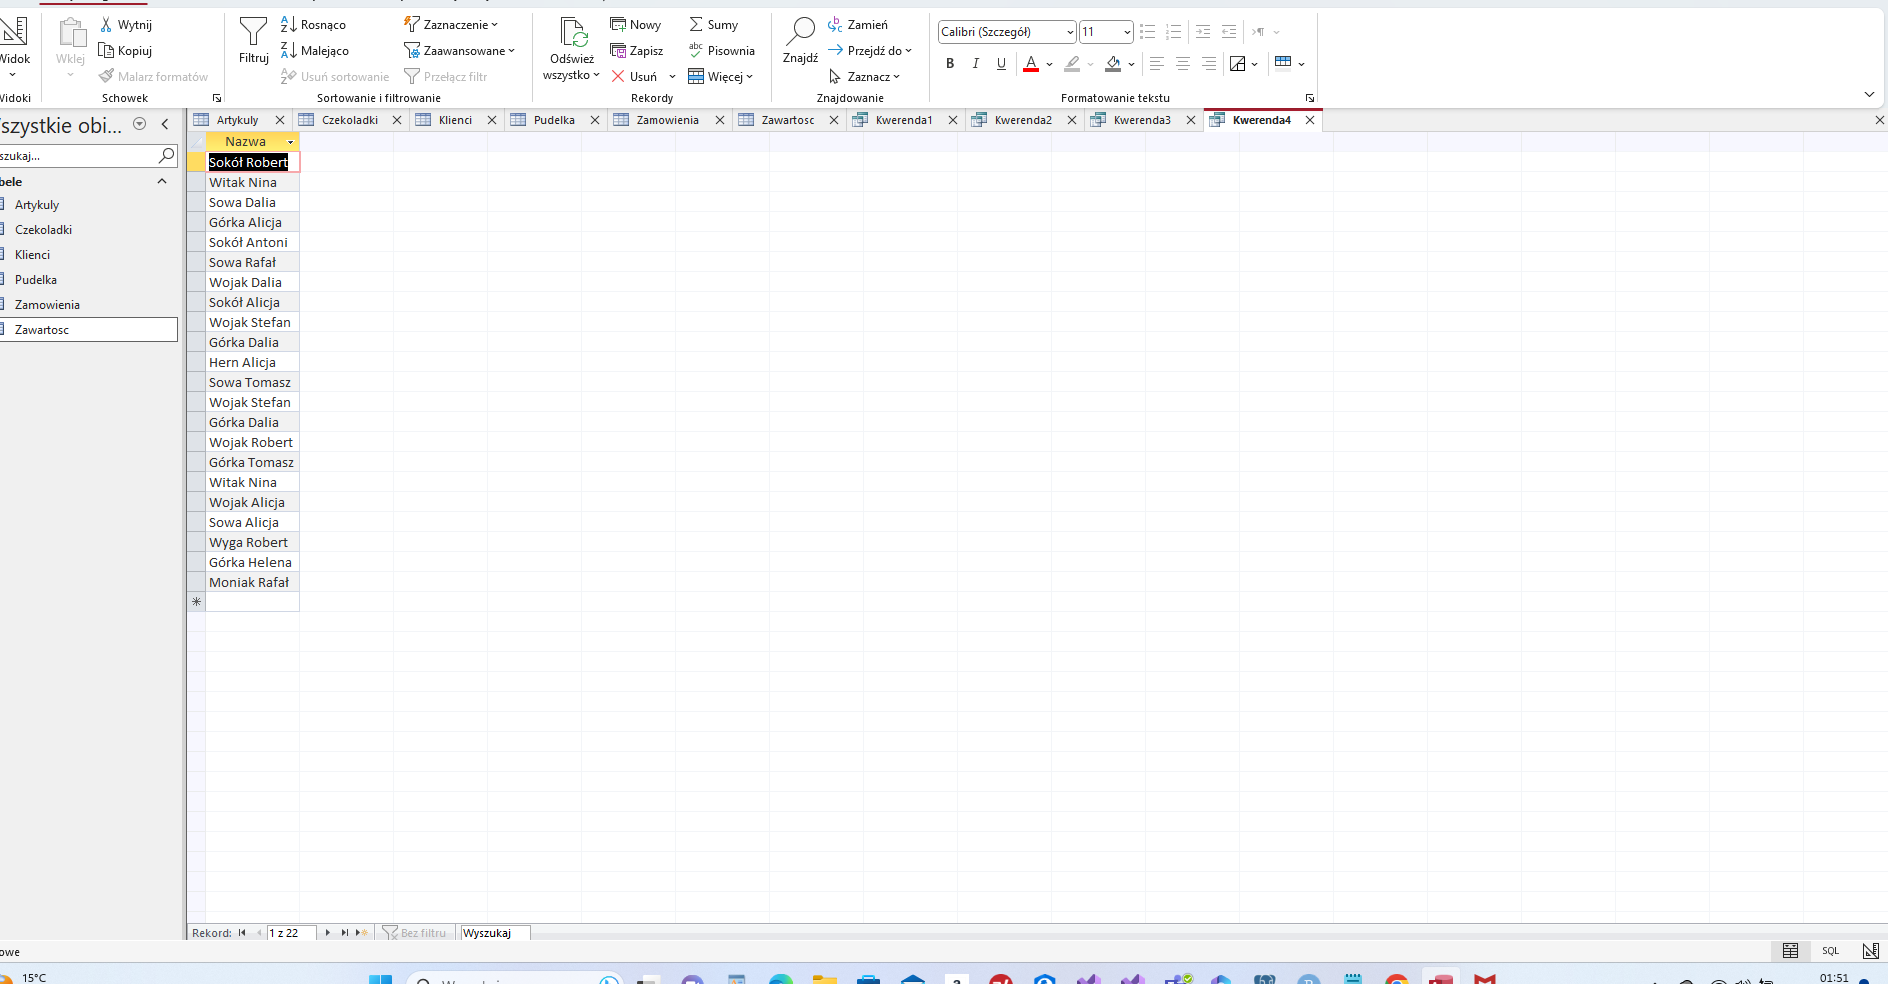 Wytnij
Kopiuj
Malarz formatów
Wklej
Schowek
Filtruj
Rosnąco
Malejąco
Usuń sortowanie
Zaznaczenie
Zaawansowane
Przełącz filtr
Sortowanie i filtrowanie
Odśwież
wszystko
Nowy
Zapisz
Usuń
Sumy
Pisownia
Więcej
Rekordy
Znajdź
Zamień
Przejdź do
Zaznacz
Znajdowanie
Calibri (Szczegół)
11
B I U
Formatowanie tekstu
Artykuly
Czekoladki
Klienci
Pudelka
Zamowienia
Zawartosc
Kwerenda1
Kwerenda2
Kwerenda3
Kwerenda4
szystkie obi...
szukaj...
bele
Artykuly
Czekoladki
Klienci
Pudelka
Zamowienia
Zawartosc
Nazwa
Sokół Robert
Witak Nina
Sowa Dalia
Górka Alicja
Sokół Antoni
Sowa Rafał
Wojak Dalia
Sokół Alicja
Wojak Stefan
Górka Dalia
Hern Alicja
Sowa Tomasz
Wojak Stefan
Górka Dalia
Wojak Robert
Górka Tomasz
Witak Nina
Wojak Alicja
Sowa Alicja
Wyga Robert
Górka Helena
Moniak Rafał
Rekord:
1 z 22
Bez filtru
Wyszukaj
owe
SQL
15°C
01:51